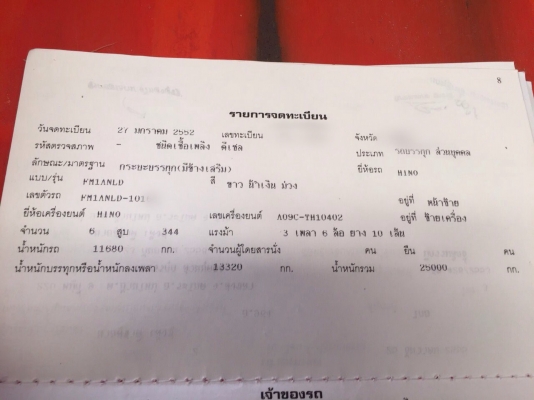 8
รายการจดทะเบียน
วันจดทะเบียน 27 มกราคม 2552 เลขทะเบียน จังหวัด
รหัสตรวจสภาพ - ชนิดเชื้อเพลิง ดีเซล ประเภท รถบรรทุก ส่วนบุคคล
ลักษณะ/มาตรฐาน กระบะบรรทุก(มีข้างเสริม) ยี่ห้อรถ HINO
แบบ/รุ่น FM1ANLD สี ขาว น้ำเงิน ม่วง
เลขตัวรถ FM1ANLD-101 อยู่ที่ หน้าซ้าย
ยี่ห้อเครื่องยนต์ HINO เลขเครื่องยนต์ A09C-TH10402 อยู่ที่ ซ้ายเครื่อง
จำนวน 6 สูบ 344 แรงม้า 3 เพลา 6 ล้อ ยาง 10 เส้น
น้ำหนักรถ 11680 กก. จำนวนผู้โดยสารนั่ง คน ยืน คน
น้ำหนักบรรทุกหรือน้ำหนักลงเพลา 13320 กก. น้ำหนักรวม 25000 กก.
เจ้าของรถ